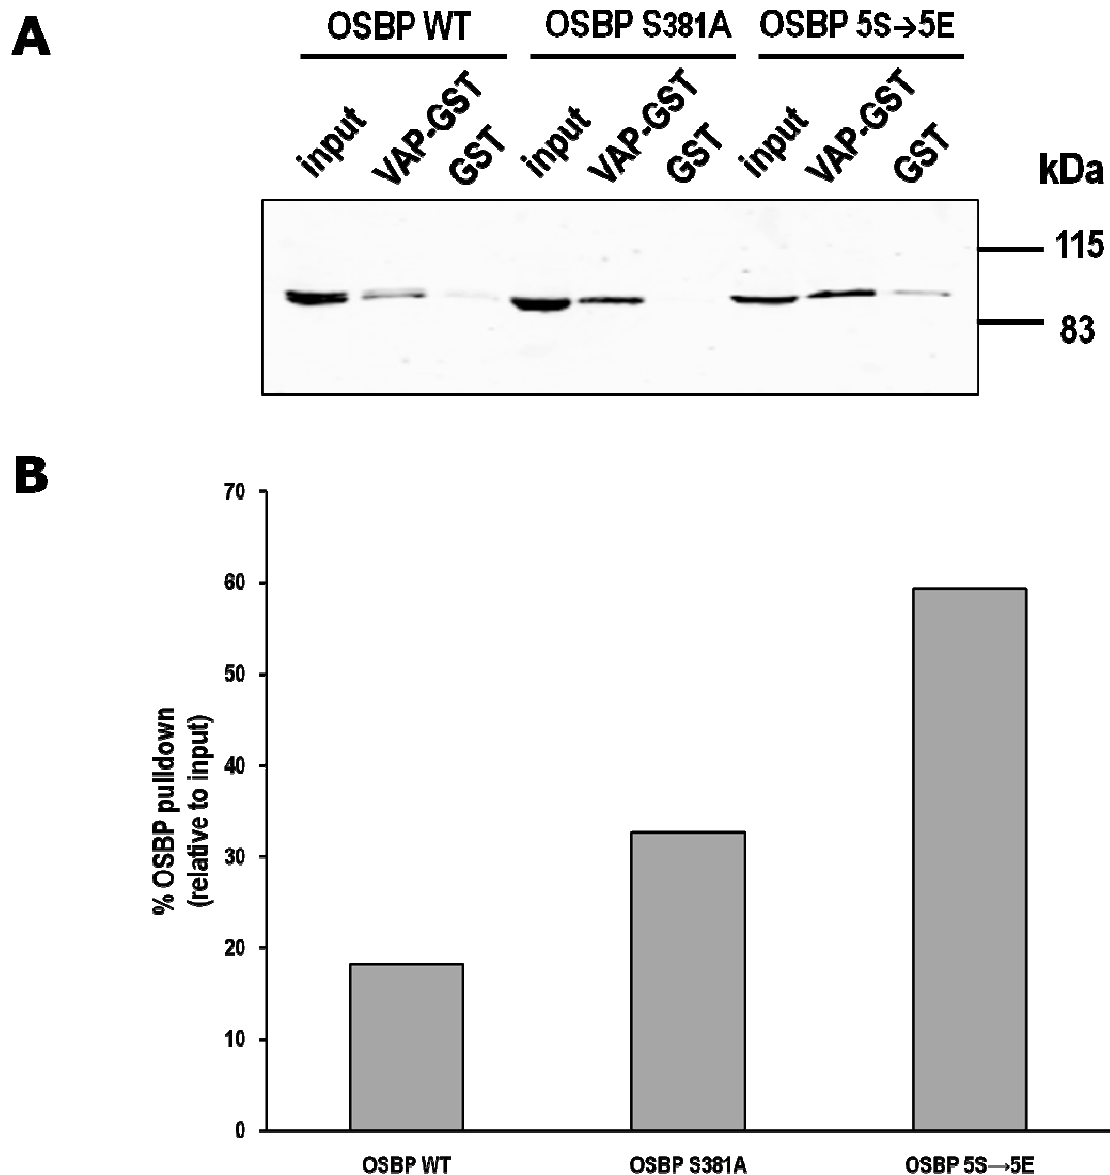 A
OSBP WT OSBP S381A OSBP 5S→5E
input VAP-GST GST input VAP-GST GST input VAP-GST GST
kDa
115
83
B
70
60
50
40
30
20
10
0
% OSBP pulldown
(relative to input)
OSBP WT OSBP S381A OSBP 5S→5E